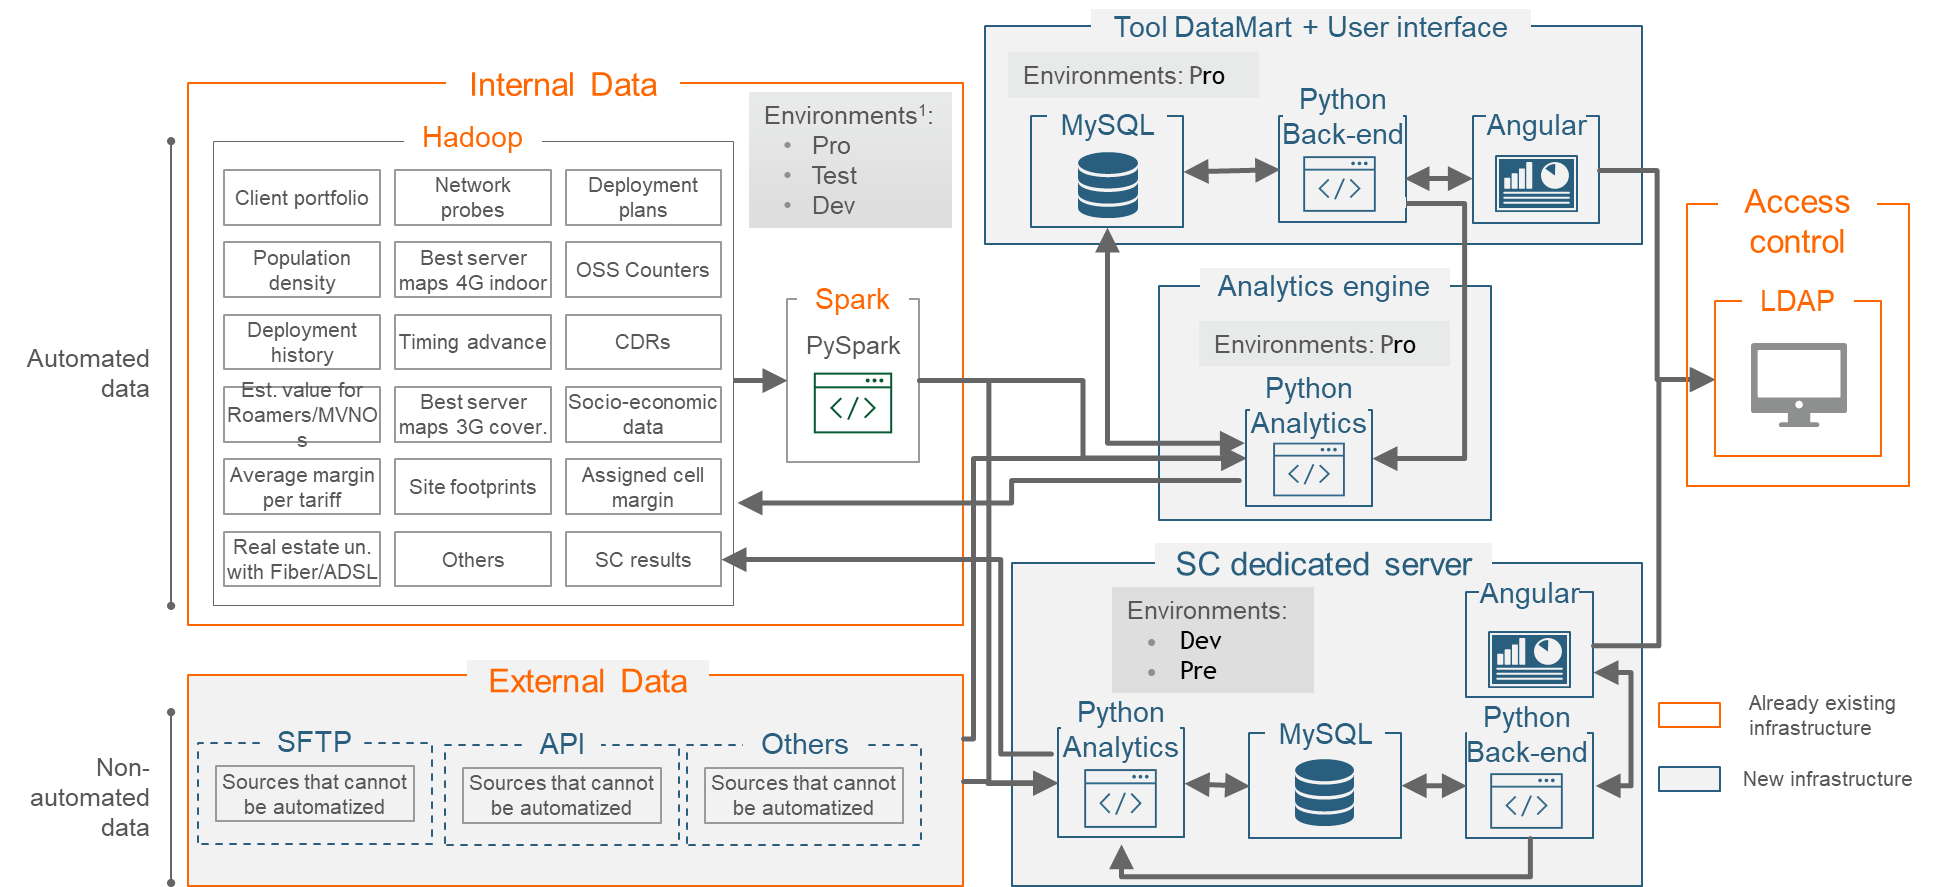 Automated
data
Non-
automated
data
Internal Data
Environments¹:
• Pro
• Test
• Dev
Hadoop
Client portfolio
Network
probes
Deployment
plans
Population
density
Best server
maps 4G indoor
OSS Counters
Deployment
history
Timing advance
CDRs
Est. value for
Roamers/MVNO
s
Best server
maps 3G cover.
Socio-economic
data
Average margin
per tariff
Site footprints
Assigned cell
margin
Real estate un.
with Fiber/ADSL
Others
SC results
Spark
PySpark
External Data
SFTP
Sources that cannot
be automatized
API
Sources that cannot
be automatized
Others
Sources that cannot
be automatized
Tool DataMart + User interface
Environments: Pro
MySQL
Python
Back-end
Angular
Analytics engine
Environments: Pro
Python
Analytics
SC dedicated server
Environments:
• Dev
• Pre
Angular
Python
Analytics
MySQL
Python
Back-end
Access
control
LDAP
Already existing
infrastructure
New infrastructure